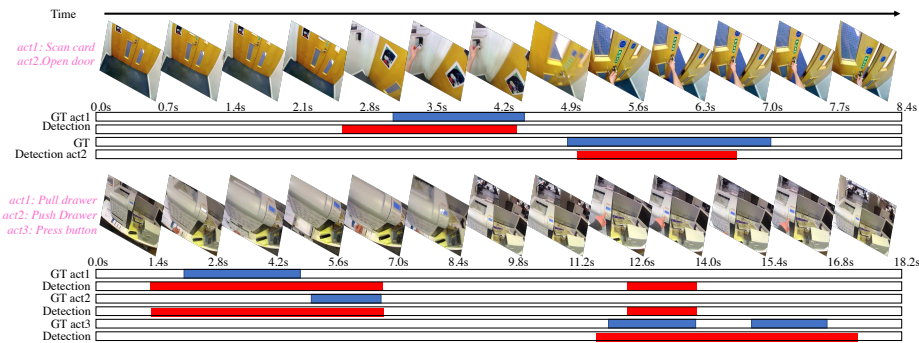 Time
act1: Scan card
act2.Open door
0.0s 0.7s 1.4s 2.1s 2.8s 3.5s 4.2s 4.9s 5.6s 6.3s 7.0s 7.7s 8.4s
GT act1
Detection
GT
Detection act2
act1: Pull drawer
act2: Push Drawer
act3: Press button
0.0s 1.4s 2.8s 4.2s 5.6s 7.0s 8.4s 9.8s 11.2s 12.6s 14.0s 15.4s 16.8s 18.2s
GT act1
Detection
GT act2
Detection
GT act3
Detection